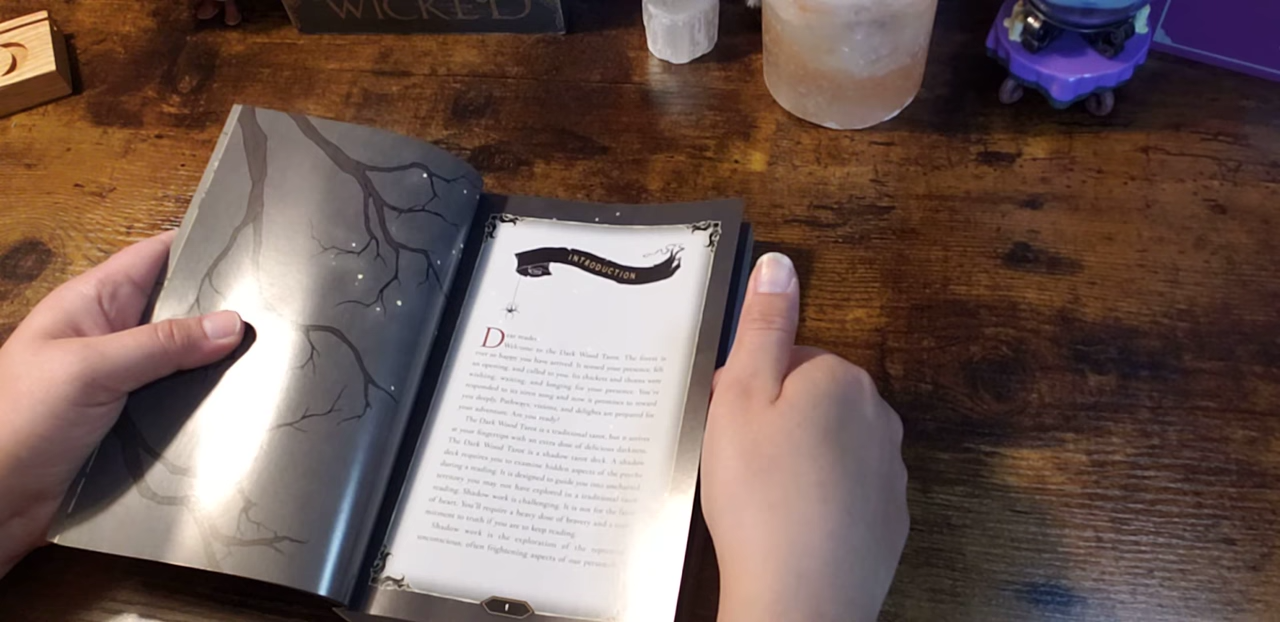 WICKED
INTRODUCTION
Dear reader,
Welcome to the Dark Wood Tarot. The forest is
ever so happy you have arrived. It sensed your presence, felt
an opening, and called to you. Its thickets and thorns were
wishing, waiting, and longing for your presence. You've
responded to its siren song and now it promises to reward
you deeply. Pathways, visions, and delights are prepared for
your adventure. Are you ready?
The Dark Wood Tarot is a traditional tarot, but it arrives
at your fingertips with an extra dose of delicious darkness.
The Dark Wood Tarot is a shadow tarot deck. A shadow
deck requires you to examine hidden aspects of the psyche
during a reading. It is designed to guide you into uncharted
territory you may not have explored in a traditional tarot
reading. Shadow work is challenging. It is not for the faint
of heart. You'll require a heavy dose of bravery and a
mitment to truth if you are to keep reading.
Shadow work is the exploration of the
unconscious, often frightening aspects of our
1